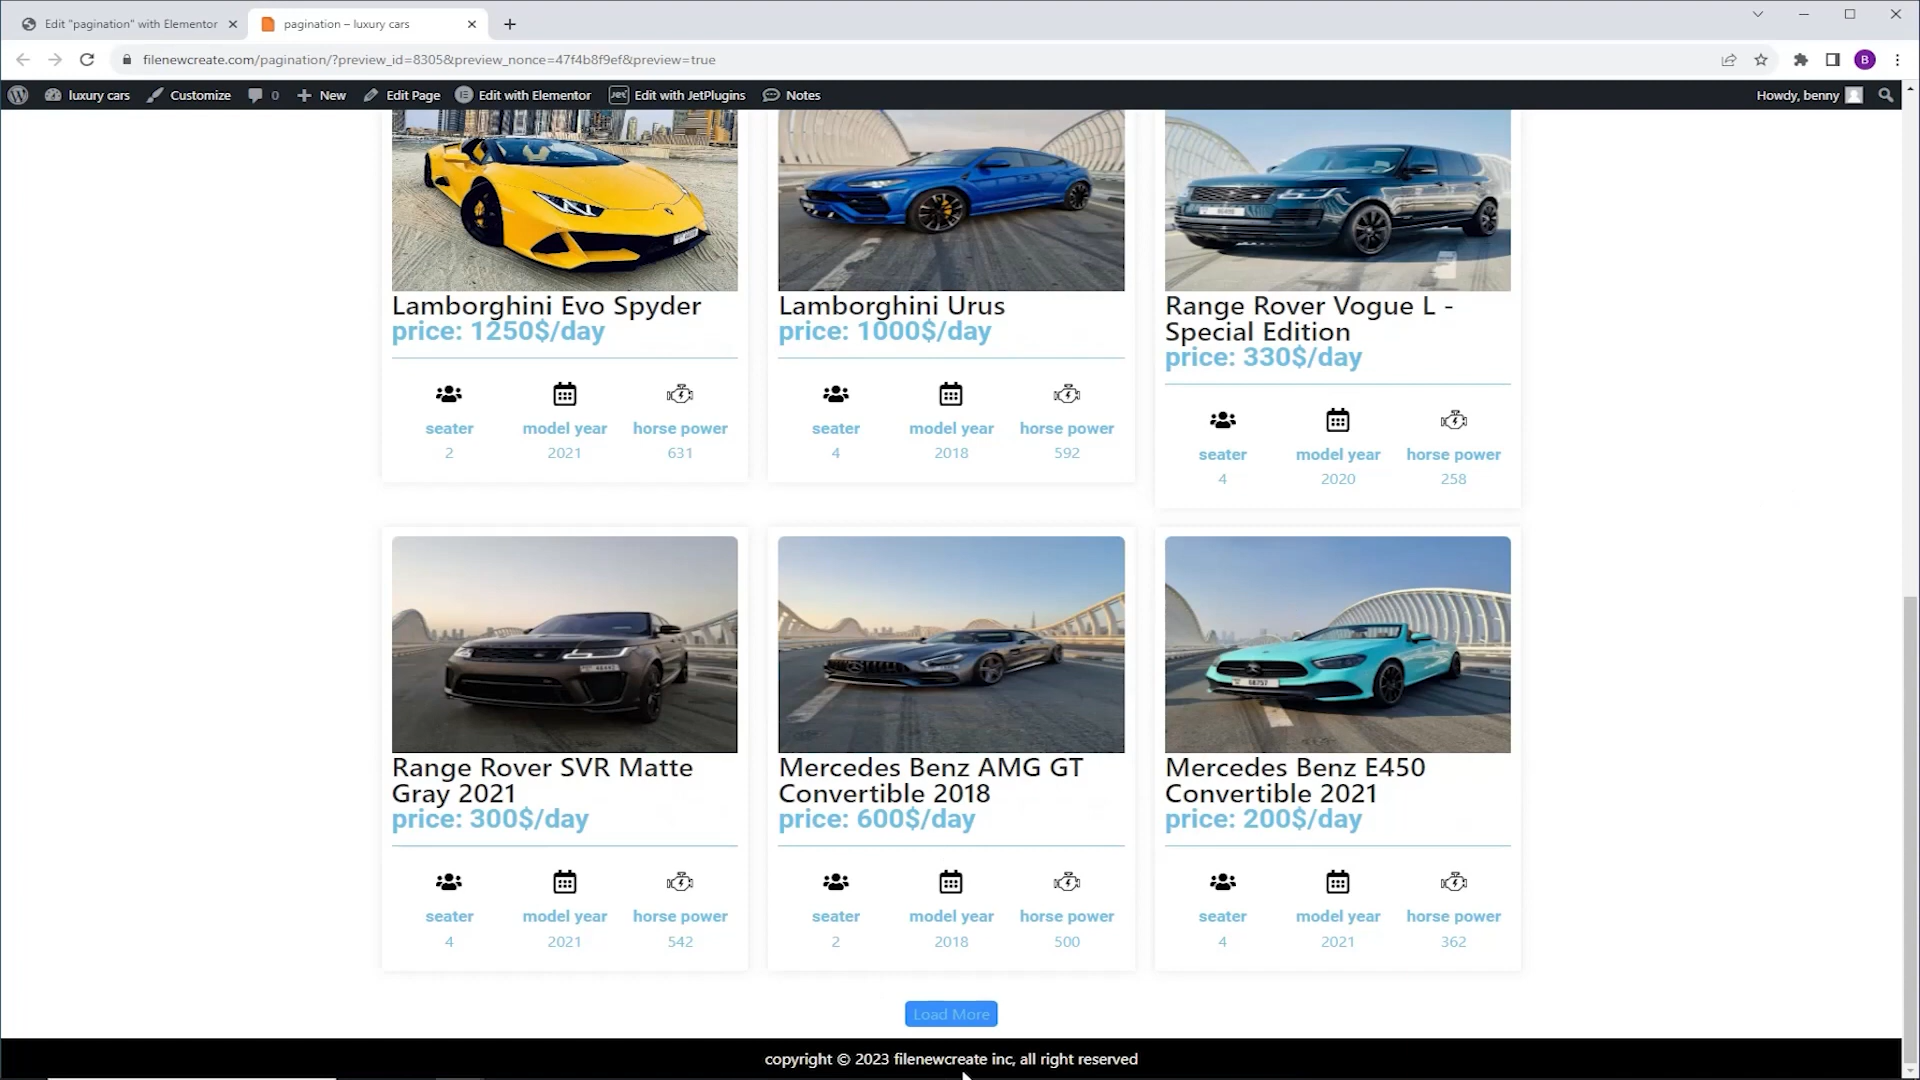 Edit "pagination" with Elementor
pagination – luxury cars
filenewcreate.com/pagination/?preview_id=8305&preview_nonce=47f4b8f9ef&preview=true
B
luxury cars
Customize
0
New
Edit Page
Edit with Elementor
Jet
Edit with JetPlugins
Notes
Howdy, benny
Lamborghini Evo Spyder
price: 1250$/day
seater
model year
horse power
2
2021
631
Lamborghini Urus
price: 1000$/day
seater
model year
horse power
4
2018
592
Range Rover Vogue L -
Special Edition
price: 330$/day
seater
model year
horse power
4
2020
258
Range Rover SVR Matte
Gray 2021
price: 300$/day
seater
model year
horse power
4
2021
542
Mercedes Benz AMG GT
Convertible 2018
price: 600$/day
seater
model year
horse power
2
2018
500
Mercedes Benz E450
Convertible 2021
price: 200$/day
seater
model year
horse power
4
2021
362
Load More
copyright © 2023 filenewcreate inc, all right reserved